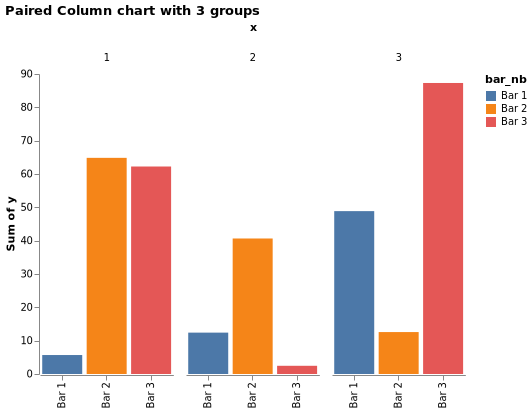 Paired Column chart with 3 groups
x
1 2 3
90
80
70
60
50
40
30
20
10
0
Sum of y
Bar 1 Bar 2 Bar 3 Bar 1 Bar 2 Bar 3 Bar 1 Bar 2 Bar 3
bar_nb
Bar 1
Bar 2
Bar 3